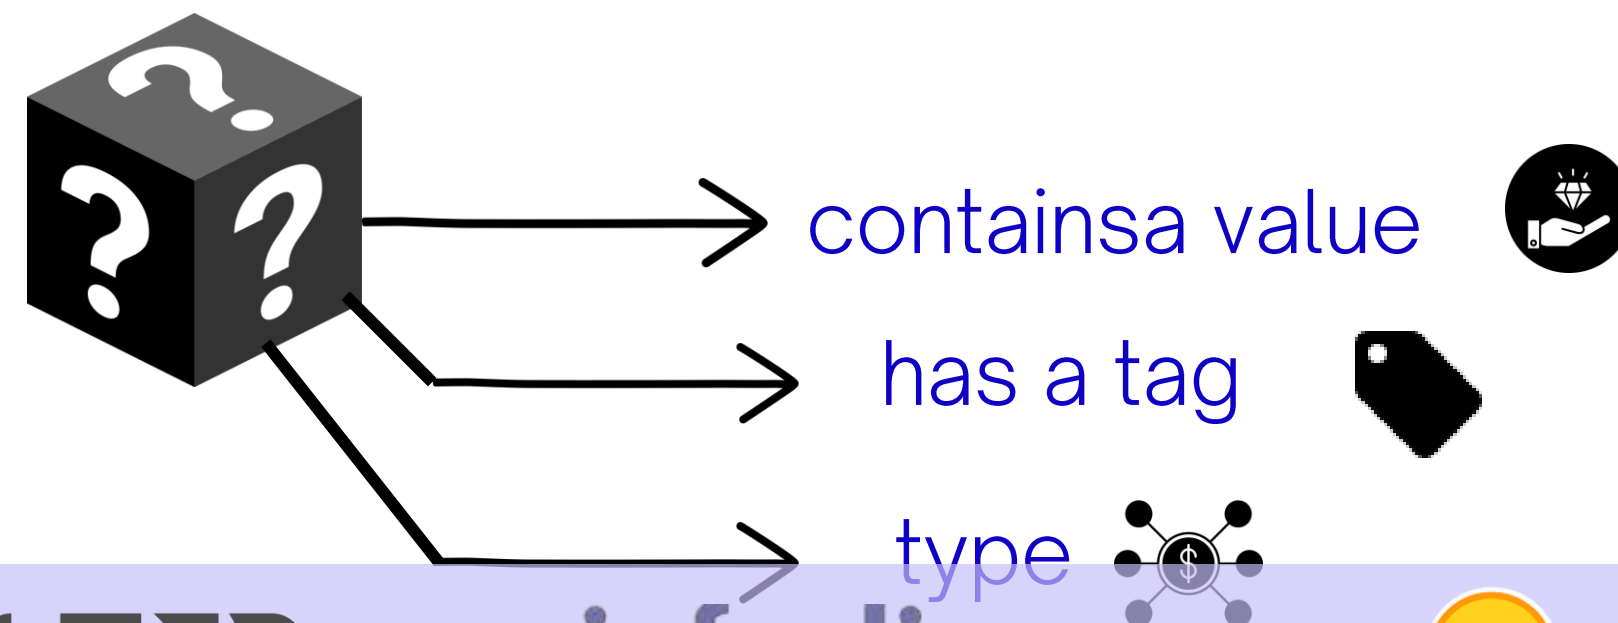 ?
? ?
containsa value
has a tag
type $